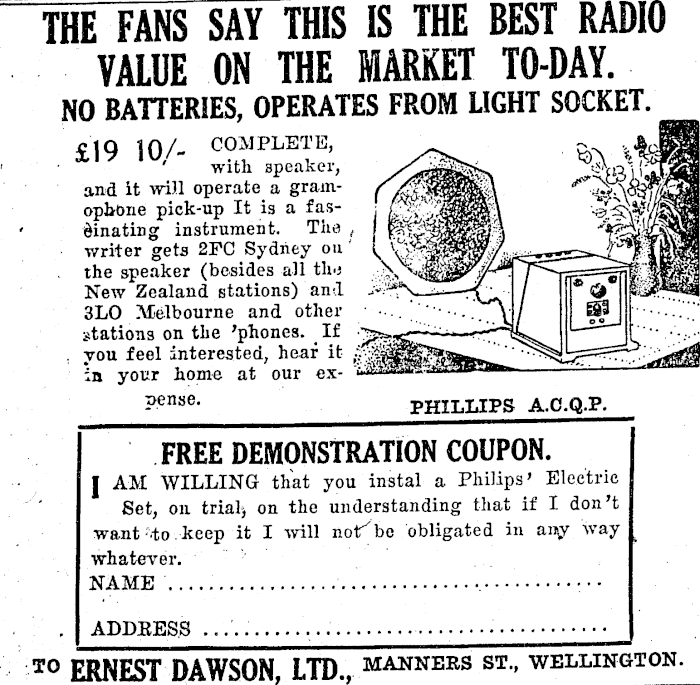 THE FANS SAY THIS IS THE BEST RADIO
VALUE ON THE MARKET TO-DAY.
NO BATTERIES, OPERATES FROM LIGHT SOCKET.
£19 10/- COMPLETE,
with speaker,
and it will operate a gram-
ophone pick-up It is a fas-
cinating instrument. The
writer gets 2FC Sydney on
the speaker (besides all the
New Zealand stations) and
3LO Melbourne and other
stations on the 'phones. If
you feel interested, hear it
in your home at our ex-
pense.
PHILLIPS A.C.Q.P.
FREE DEMONSTRATION COUPON.
I AM WILLING that you instal a Philips' Electric
Set, on trial, on the understanding that if I don't
want to keep it I will not be obligated in any way
whatever.
NAME ..........................................
ADDRESS .......................................
TO ERNEST DAWSON, LTD., MANNERS ST., WELLINGTON.